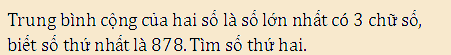 Trung bình cộng của hai số là số lớn nhất có 3 chữ số,
biết số thứ nhất là 878. Tìm số thứ hai.